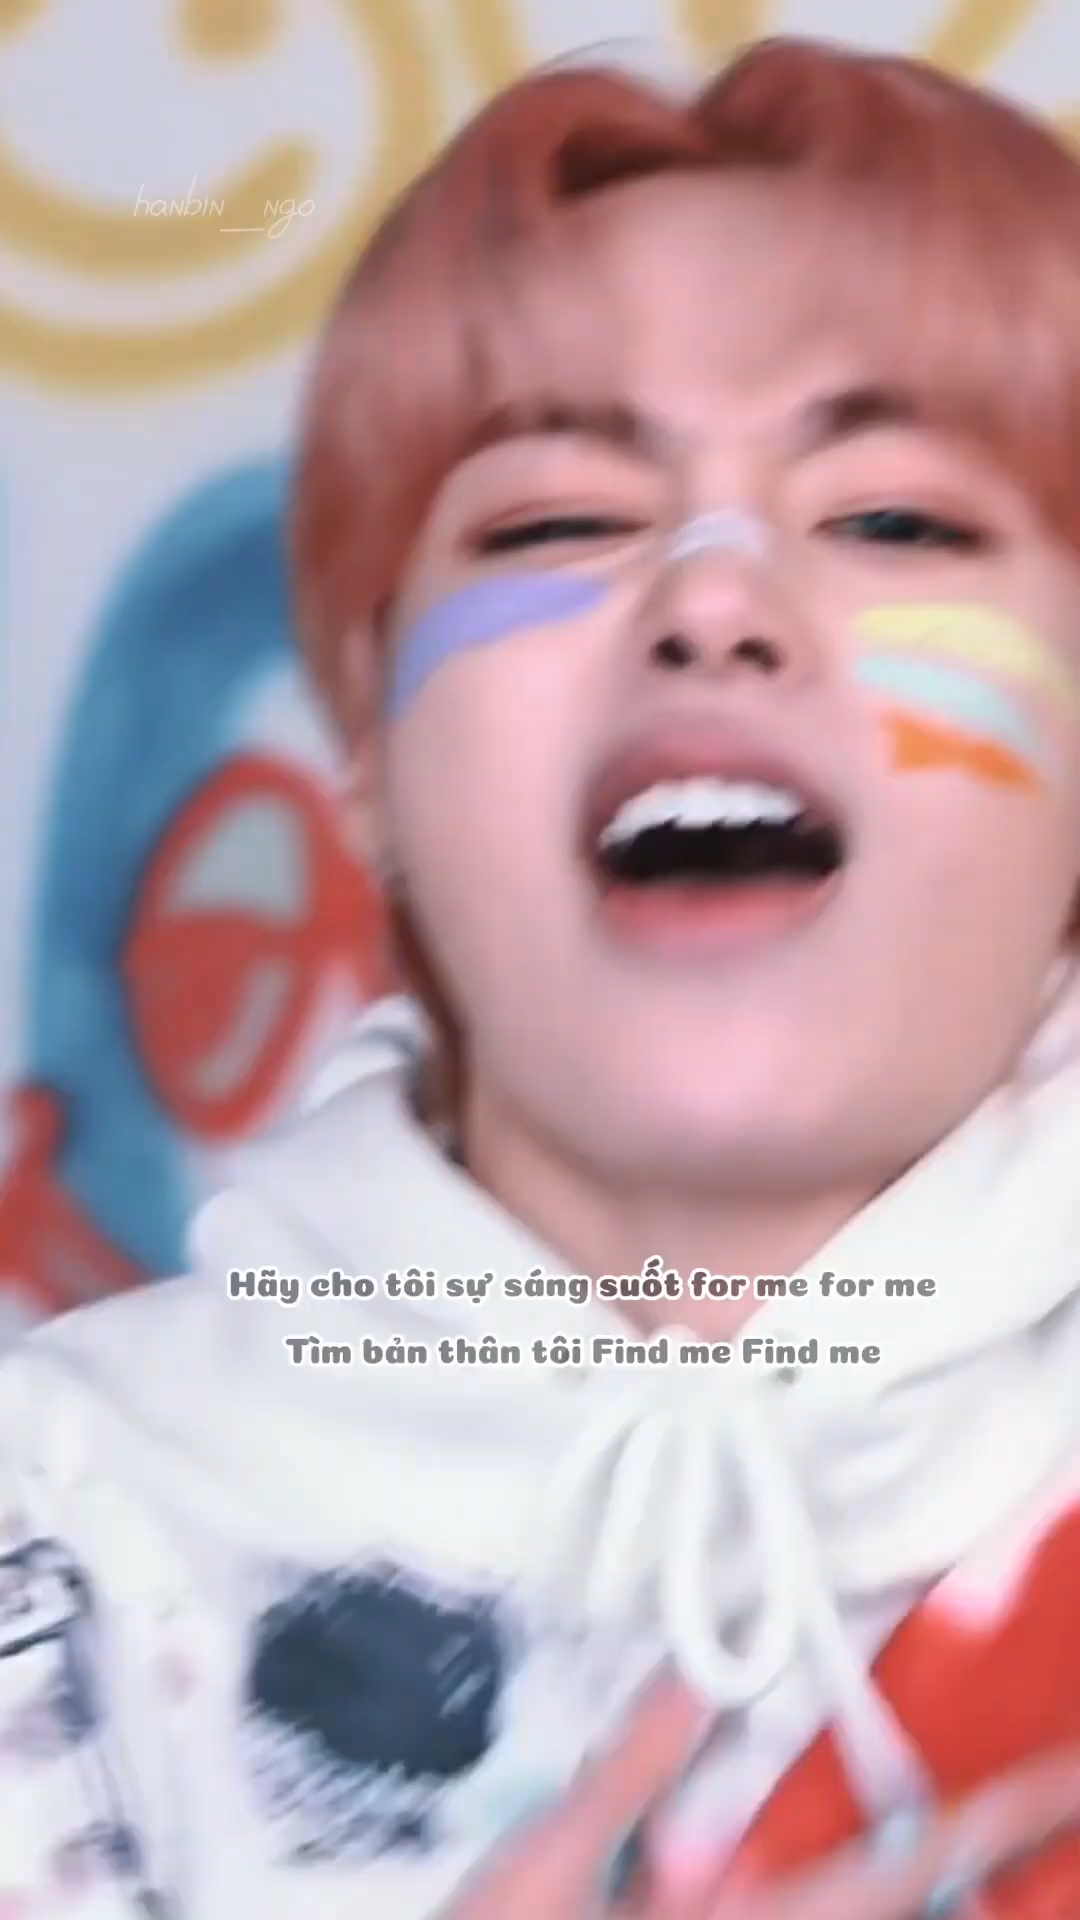 hanbin__ngo
Hãy cho tôi sự sáng suốt for me for me
Tìm bản thân tôi Find me Find me